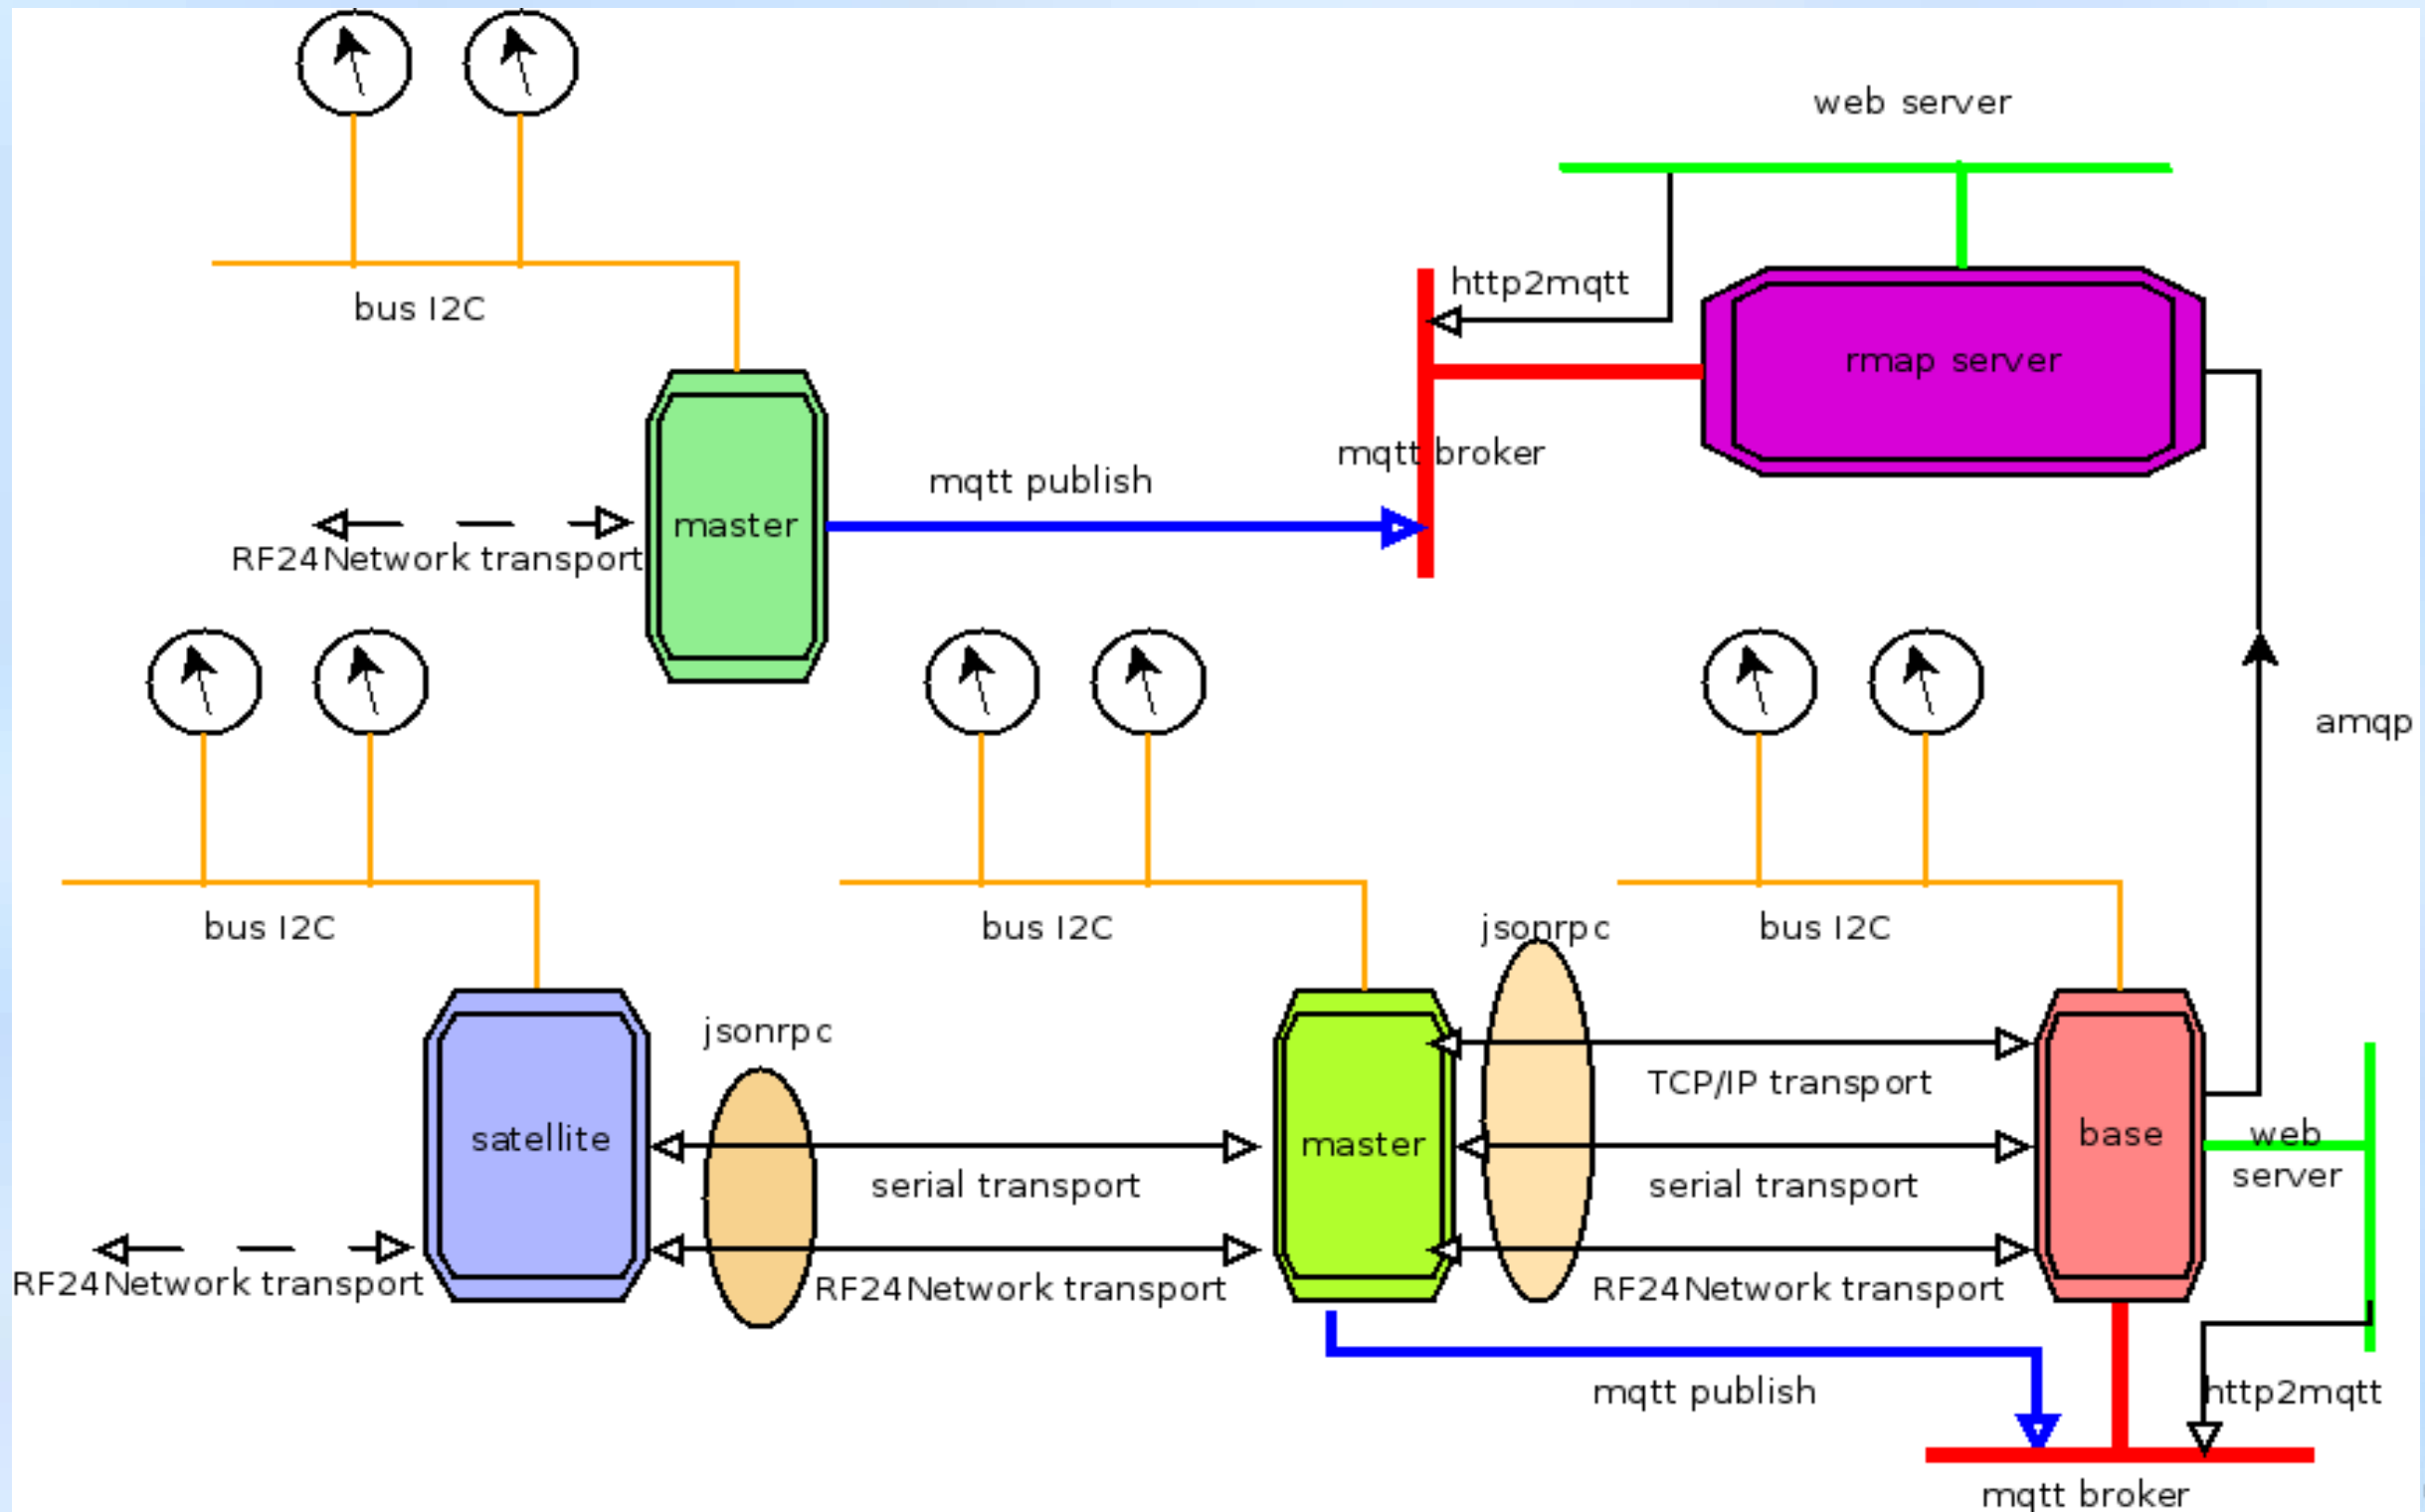 web server
http2mqtt
bus I2C
rmap server
mqtt broker
mqtt publish
master
RF24Network transport
amqp
bus I2C
bus I2C
bus I2C
jsonrpc
jsonrpc
TCP/IP transport
satellite
master
base
web
server
serial transport
serial transport
RF24Network transport
RF24Network transport
RF24Network transport
mqtt publish
http2mqtt
mqtt broker